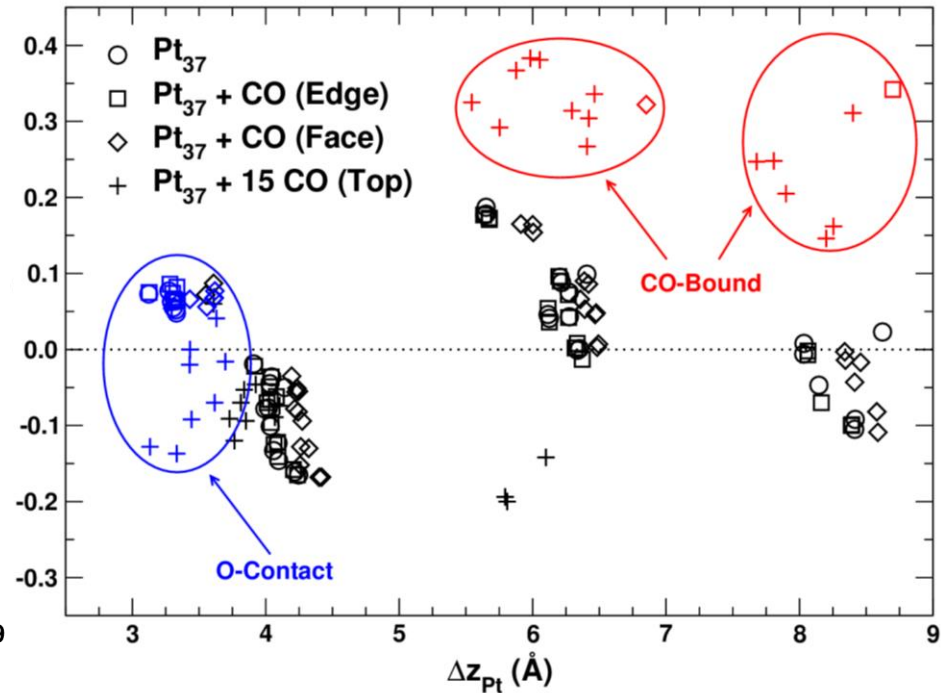 0.4
Pt37
Pt37 + CO (Edge)
0.3
Pt37 + CO (Face)
Pt37 + 15 CO (Top)
0.2
0.1
CO-Bound
0.0
-0.1
-0.2
-0.3
O-Contact
9
3 4 5 6 7 8 9
ΔzPt (Å)